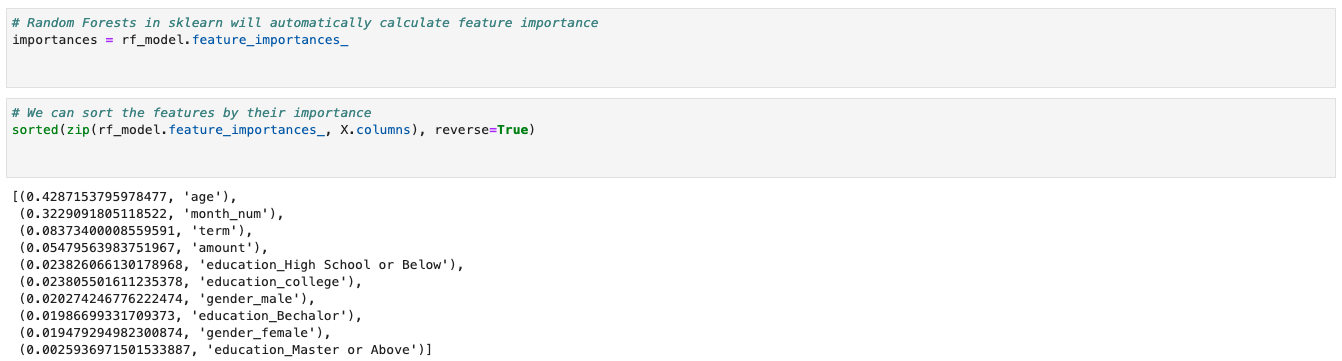 # Random Forests in sklearn will automatically calculate feature importance
importances = rf_model.feature_importances_
# We can sort the features by their importance
sorted(zip(rf_model.feature_importances_, X.columns), reverse=True)
[(0.4287153795978477, 'age'),
(0.3229091805118522, 'month_num'),
(0.08373400008559591, 'term'),
(0.05479563983751967, 'amount'),
(0.023826066130178968, 'education_High School or Below'),
(0.023805501611235378, 'education_college'),
(0.020274246776222474, 'gender_male'),
(0.01986699331709373, 'education_Bechalor'),
(0.019479294982300874, 'gender_female'),
(0.0025936971501533887, 'education_Master or Above')]